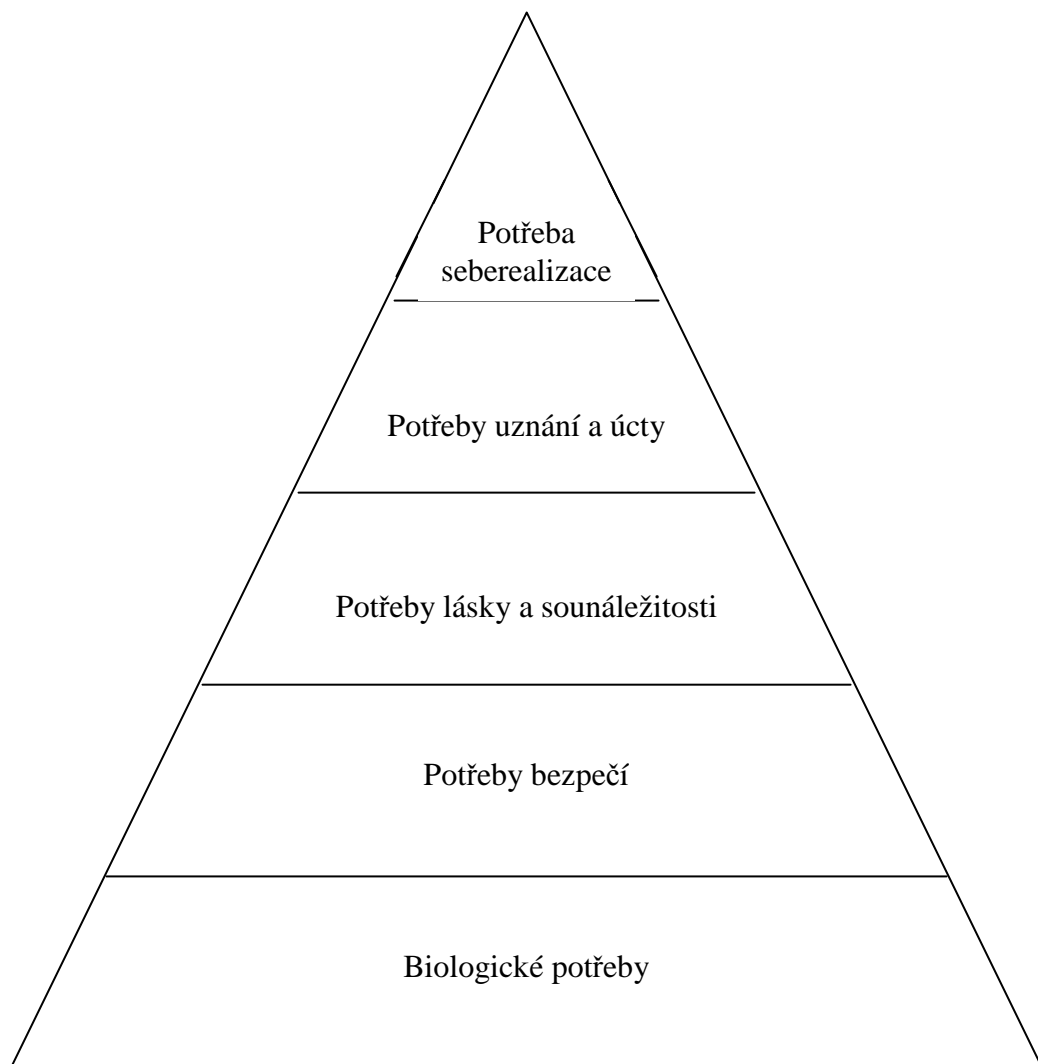 Potřeba
seberealizace
Potřeby uznání a úcty
Potřeby lásky a sounáležitosti
Potřeby bezpečí
Biologické potřeby